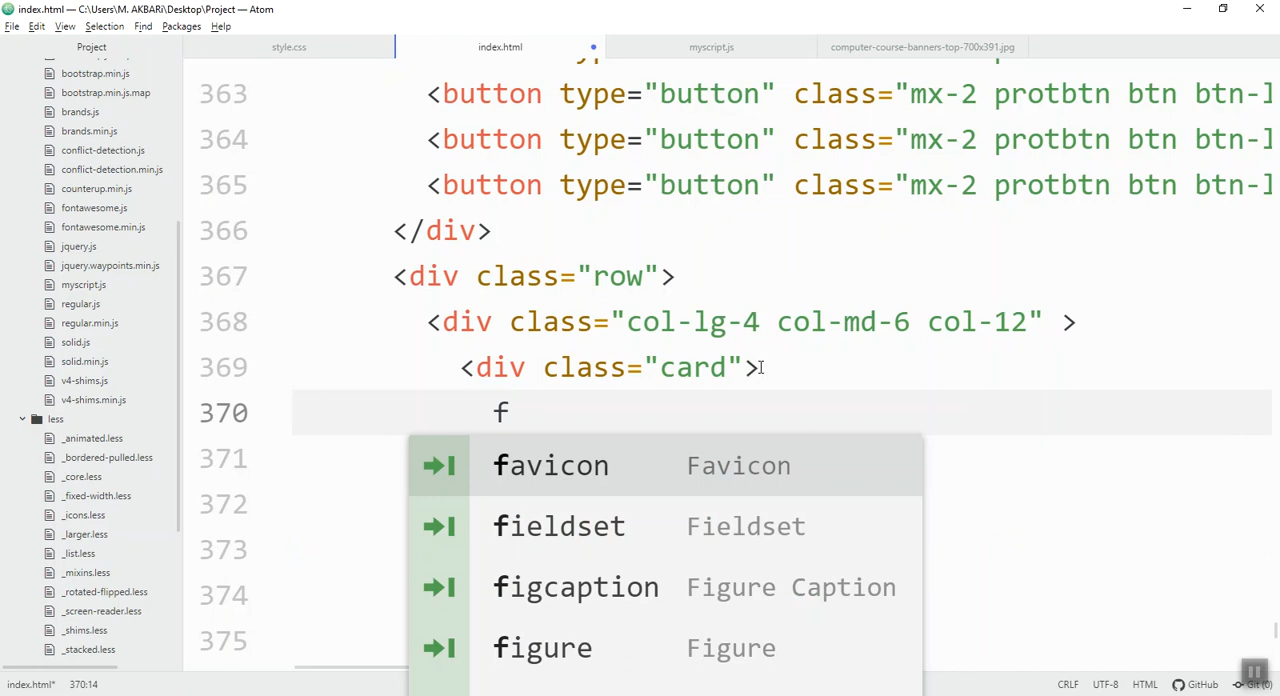 index.html — C:\Users\M. AKBARi\Desktop\Project — Atom
File Edit View Selection Find Packages Help
Project
style.css
index.html
myscript.js
computer-course-banners-top-700x391.jpg
bootstrap.min.js
bootstrap.min.js.map
brands.js
brands.min.js
conflict-detection.js
conflict-detection.min.js
counterup.min.js
fontawesome.js
fontawesome.min.js
jquery.js
jquery.waypoints.min.js
myscript.js
regular.js
regular.min.js
solid.js
solid.min.js
v4-shims.js
v4-shims.min.js
less
_animated.less
_bordered-pulled.less
_core.less
_fixed-width.less
_icons.less
_larger.less
_list.less
_mixins.less
_rotated-flipped.less
_screen-reader.less
_shims.less
_stacked.less
363 <button type="button" class="mx-2 protbtn btn btn-l
364 <button type="button" class="mx-2 protbtn btn btn-l
365 <button type="button" class="mx-2 protbtn btn btn-l
366 </div>
367 <div class="row">
368 <div class="col-lg-4 col-md-6 col-12" >
369 <div class="card">
370 f
371
372
373
374
375
favicon Favicon
fieldset Fieldset
figcaption Figure Caption
figure Figure
index.html* 370:14
CRLF UTF-8 HTML GitHub Git (0)